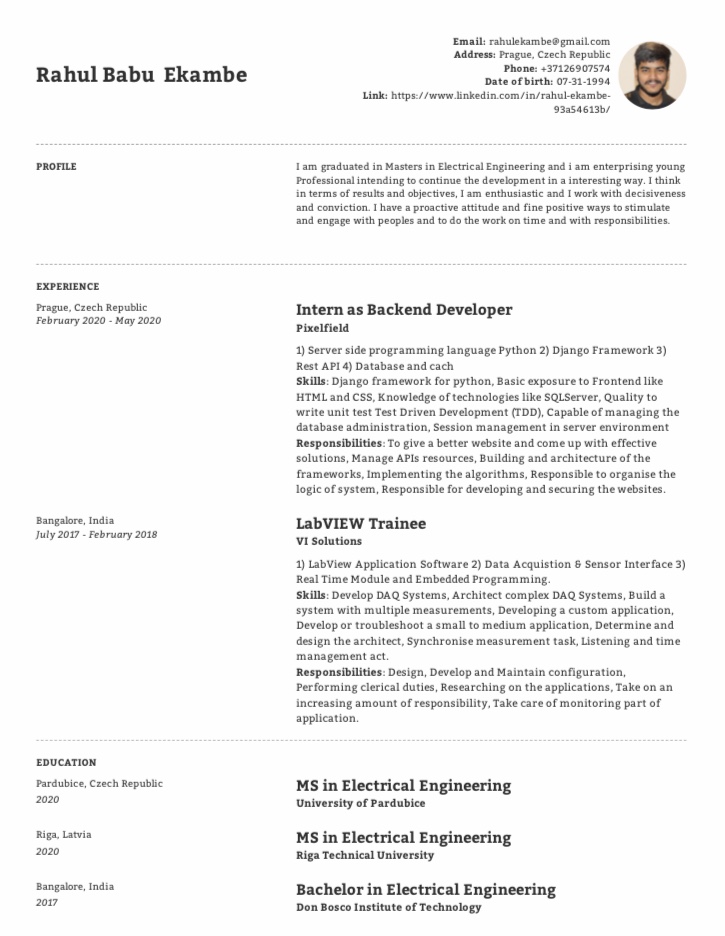 Rahul Babu Ekambe
Email: rahulekambe@gmail.com
Address: Prague, Czech Republic
Phone: +37126907574
Date of birth: 07-31-1994
Link: https://www.linkedin.com/in/rahul-ekambe-
93a54613b/
PROFILE
I am graduated in Masters in Electrical Engineering and i am enterprising young
Professional intending to continue the development in a interesting way. I think
in terms of results and objectives, I am enthusiastic and I work with decisiveness
and conviction. I have a proactive attitude and fine positive ways to stimulate
and engage with peoples and to do the work on time and with responsibilities.
EXPERIENCE
Prague, Czech Republic
February 2020 - May 2020
Intern as Backend Developer
Pixelfield
1) Server side programming language Python 2) Django Framework 3)
Rest API 4) Database and cach
Skills: Django framework for python, Basic exposure to Frontend like
HTML and CSS, Knowledge of technologies like SQLServer, Quality to
write unit test Test Driven Development (TDD), Capable of managing the
database administration, Session management in server environment
Responsibilities: To give a better website and come up with effective
solutions, Manage APIs resources, Building and architecture of the
frameworks, Implementing the algorithms, Responsible to organise the
logic of system, Responsible for developing and securing the websites.
Bangalore, India
July 2017 - February 2018
LabVIEW Trainee
VI Solutions
1) LabView Application Software 2) Data Acquistion & Sensor Interface 3)
Real Time Module and Embedded Programming.
Skills: Develop DAQ Systems, Architect complex DAQ Systems, Build a
system with multiple measurements, Developing a custom application,
Develop or troubleshoot a small to medium application, Determine and
design the architect, Synchronise measurement task, Listening and time
management act.
Responsibilities: Design, Develop and Maintain configuration,
Performing clerical duties, Researching on the applications, Take on an
increasing amount of responsibility, Take care of monitoring part of
application.
EDUCATION
Pardubice, Czech Republic
2020
MS in Electrical Engineering
University of Pardubice
Riga, Latvia
2020
MS in Electrical Engineering
Riga Technical University
Bangalore, India
2017
Bachelor in Electrical Engineering
Don Bosco Institute of Technology